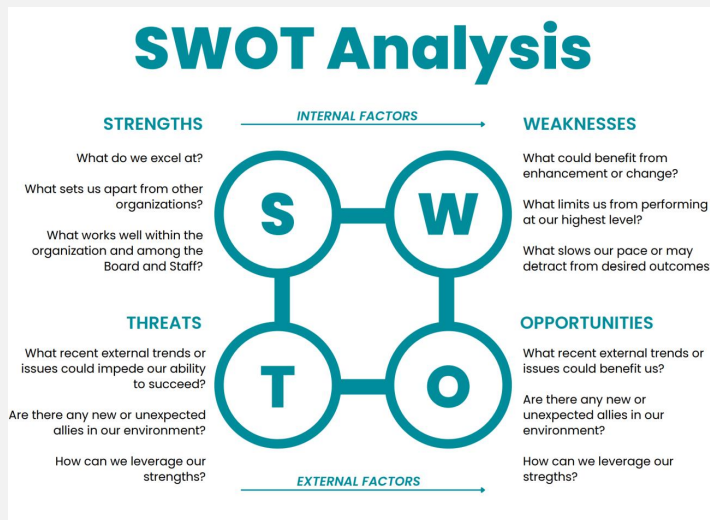 SWOT Analysis
INTERNAL FACTORS
STRENGTHS
What do we excel at?
What sets us apart from other
organizations?
What works well within the
organization and among the
Board and Staff?
WEAKNESSES
What could benefit from
enhancement or change?
What limits us from performing
at our highest level?
What slows our pace or may
detract from desired outcomes
S
W
T
O
THREATS
What recent external trends or
issues could impede our ability
to succeed?
Are there any new or unexpected
allies in our environment?
How can we leverage our
strengths?
OPPORTUNITIES
What recent external trends or
issues could benefit us?
Are there any new or
unexpected allies in our
environment?
How can we leverage our
stregths?
EXTERNAL FACTORS